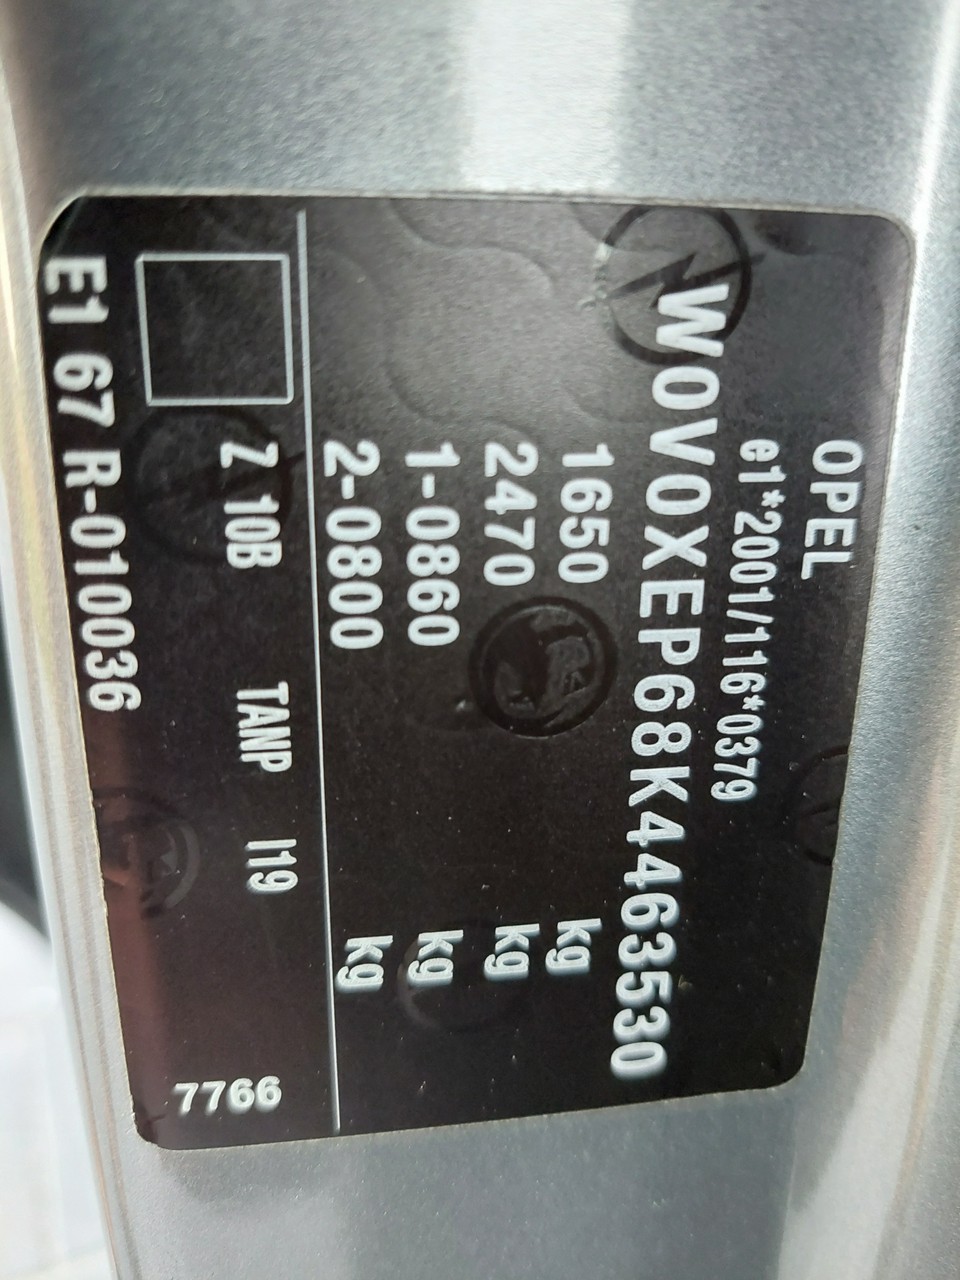 OPEL
e1*2001/116*0379
W0V0XEP68K4463530
1650 kg
2470 kg
1-0860 kg
2-0800 kg
Z 10B TANP I19
7766
E1 67 R-010036